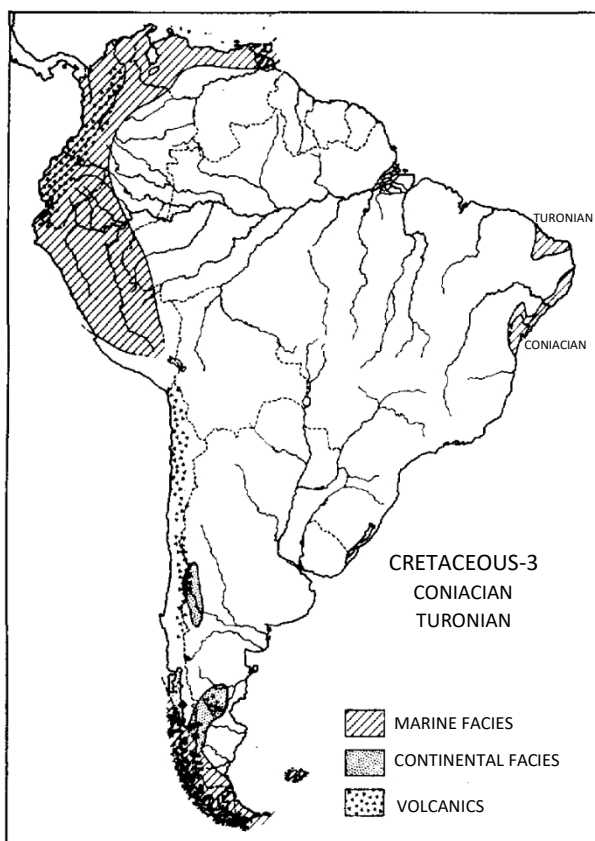 TURONIAN
CONIACIAN
CRETACEOUS-3
CONIACIAN
TURONIAN
MARINE FACIES
CONTINENTAL FACIES
VOLCANICS